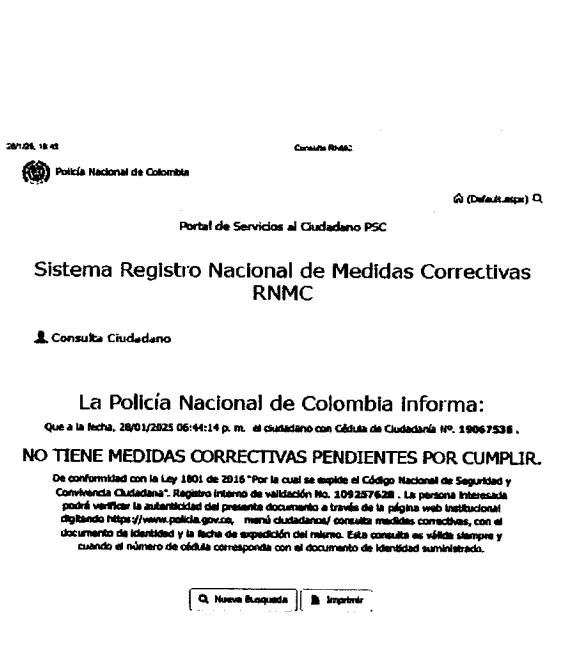 28/1/25, 18:43 Consulta RNMC
Policía Nacional de Colombia
(Default.aspx)
Portal de Servicios al Ciudadano PSC
Sistema Registro Nacional de Medidas Correctivas
RNMC
Consulta Ciudadano
La Policía Nacional de Colombia informa:
Que a la fecha, 28/01/2025 06:44:14 p. m. el ciudadano con Cédula de Ciudadanía Nº. 19067536 .
NO TIENE MEDIDAS CORRECTIVAS PENDIENTES POR CUMPLIR.
De conformidad con la Ley 1801 de 2016 "Por la cual se expide el Código Nacional de Seguridad y
Convivencia Ciudadana". Registro interno de validación No. 109257628 . La persona interesada
podrá verificar la autenticidad del presente documento a través de la página web institucional
digitando https://www.policia.gov.co, menú ciudadanos/ consulta medidas correctivas, con el
documento de identidad y la fecha de expedición del mismo. Esta consulta es válida siempre y
cuando el número de cédula corresponda con el documento de identidad suministrado.
Nueva Busqueda Imprimir